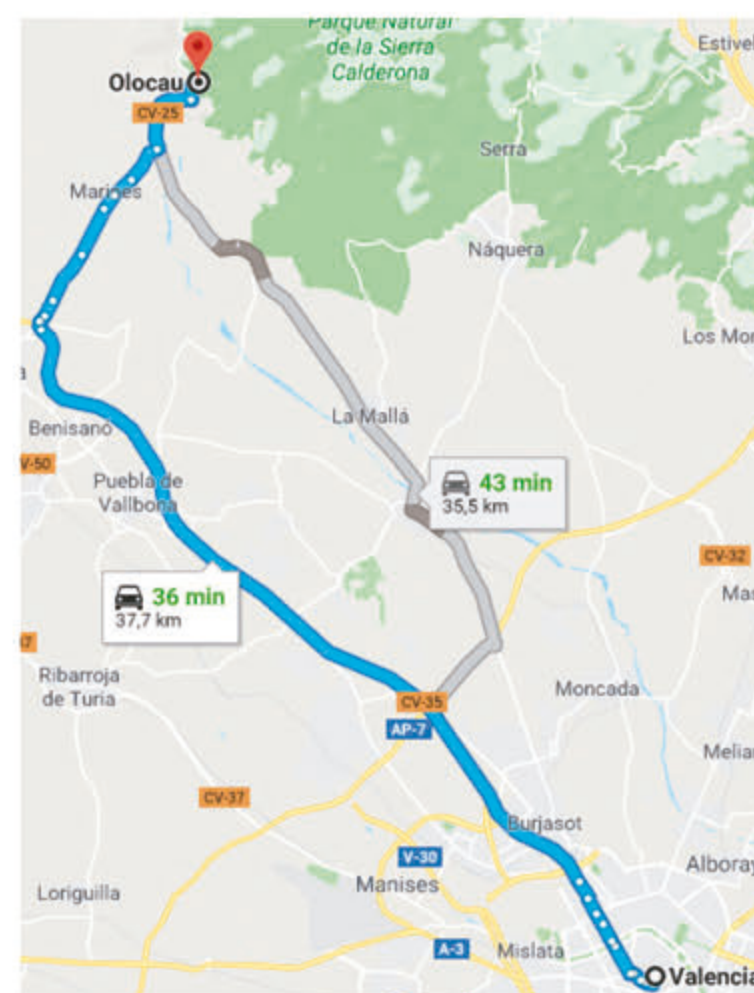 Parque Natural
de la Sierra
Calderona
Estivel
Olocau
CV-25
Serra
Marines
Náquera
Los Mon
La Mallá
Benisanó
V-50
Puebla de
Vallbona
43 min
35,5 km
CV-32
36 min
37,7 km
Mas
Ribarroja
de Turia
Moncada
CV-35
AP-7
Melia
CV-37
Burjasot
V-30
Manises
Alboray
Loriguilla
A-3
Mislata
Valencia